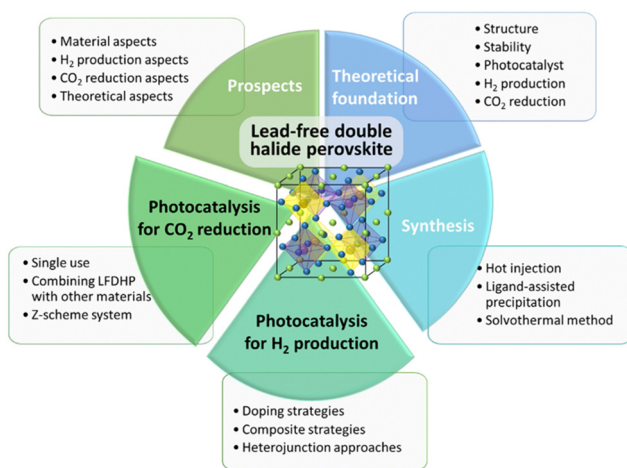 • Material aspects
• H₂ production aspects
• CO₂ reduction aspects
• Theoretical aspects
Prospects
Theoretical
foundation
• Structure
• Stability
• Photocatalyst
• H₂ production
• CO₂ reduction
Lead-free double
halide perovskite
Photocatalysis
for CO₂ reduction
Synthesis
• Single use
• Combining LFDHP
with other materials
• Z-scheme system
• Hot injection
• Ligand-assisted
precipitation
• Solvothermal method
Photocatalysis
for H₂ production
• Doping strategies
• Composite strategies
• Heterojunction approaches